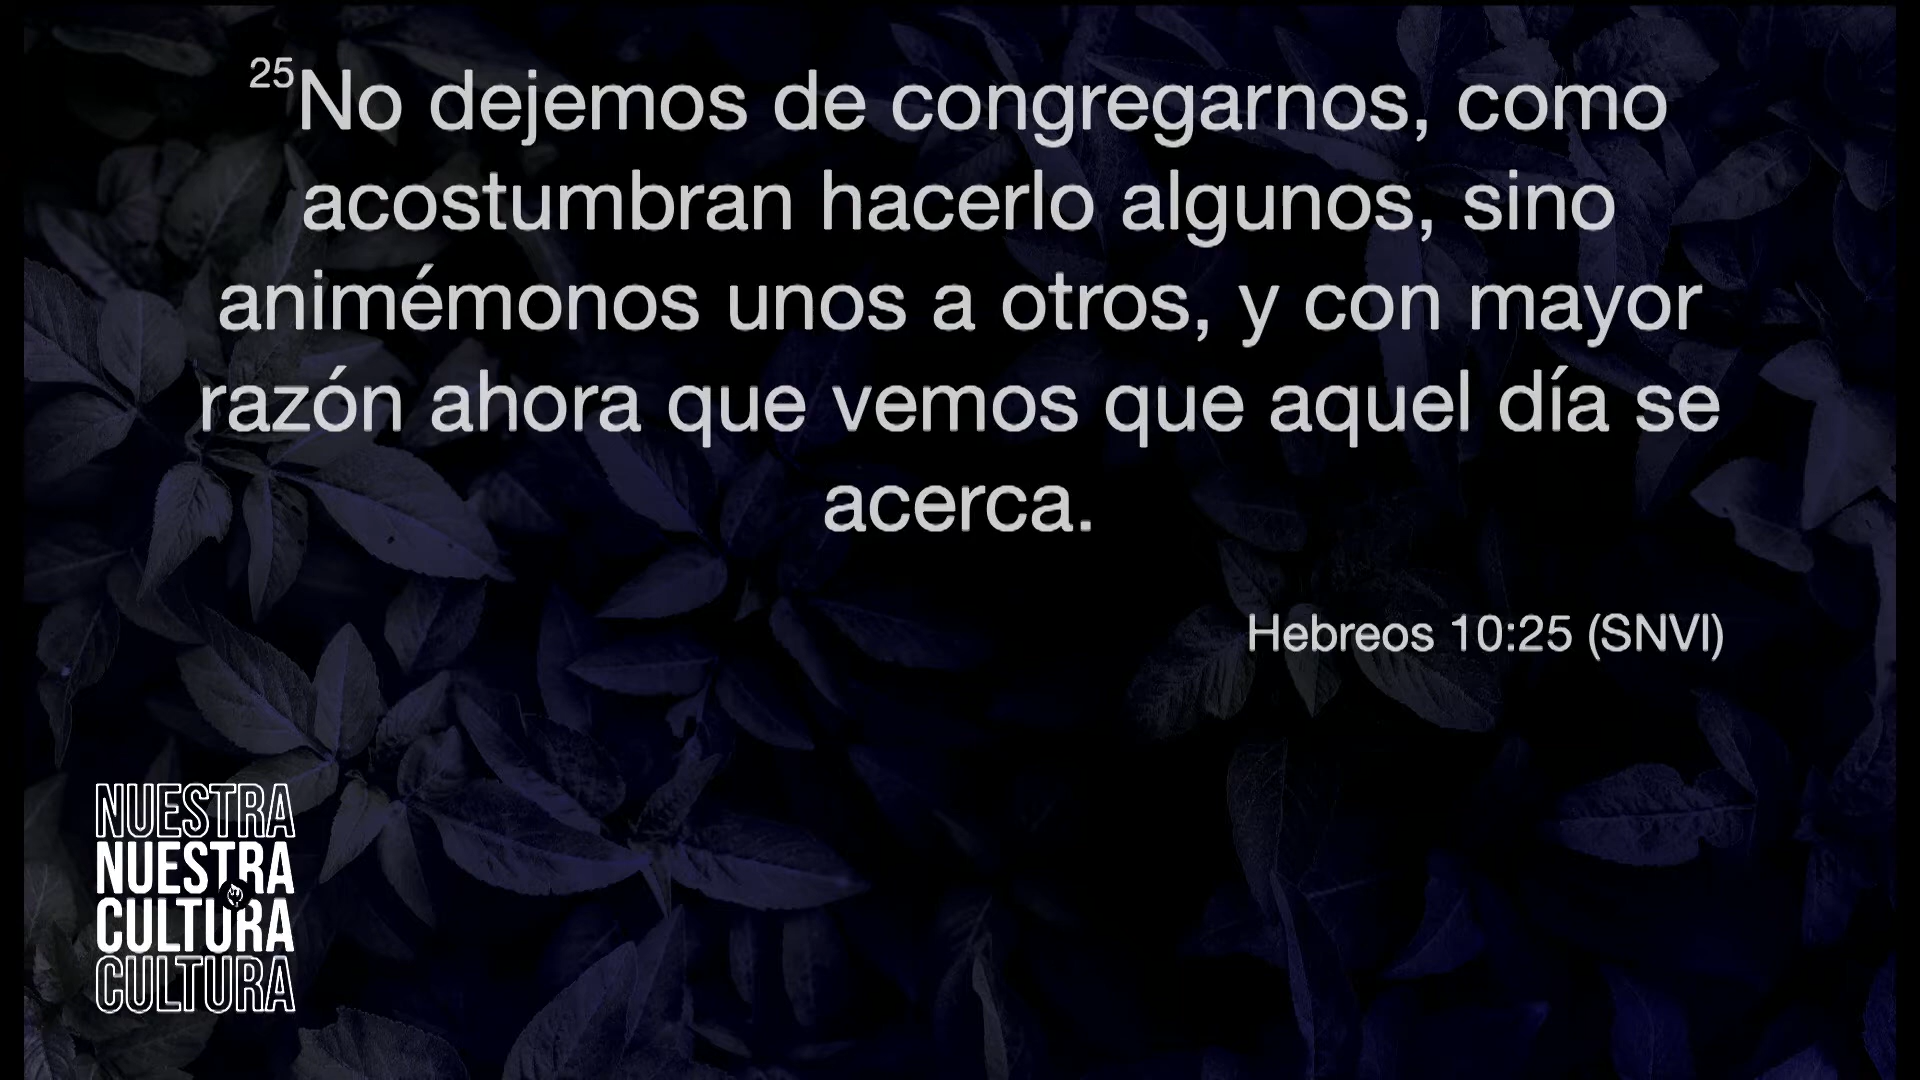 25No dejemos de congregarnos, como
acostumbran hacerlo algunos, sino
animémonos unos a otros, y con mayor
razón ahora que vemos que aquel día se
acerca.
Hebreos 10:25 (SNVI)
NUESTRA
NUESTRA
CULTURA
CULTURA